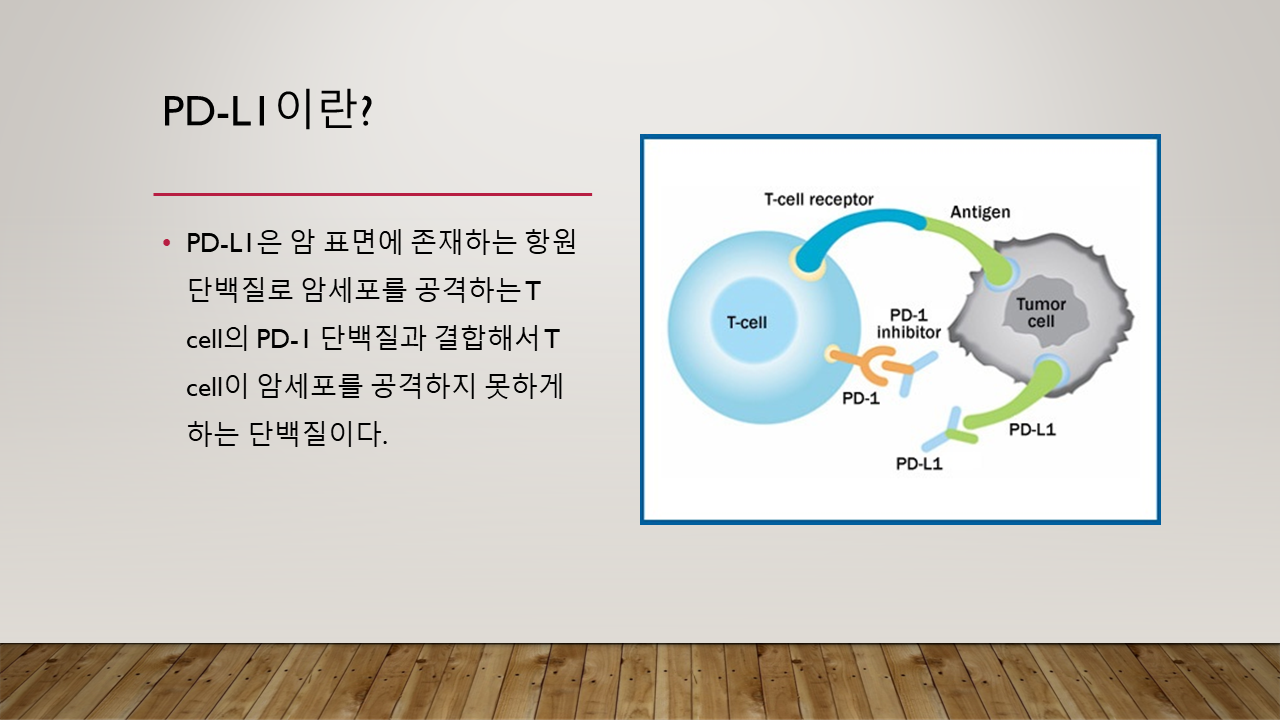 PD-L1이란?
• PD-L1은 암 표면에 존재하는 항원
단백질로 암세포를 공격하는 T
cell의 PD-1 단백질과 결합해서 T
cell이 암세포를 공격하지 못하게
하는 단백질이다.
T-cell receptor
Antigen
T-cell
Tumor
cell
PD-1
inhibitor
PD-1
PD-L1
PD-L1